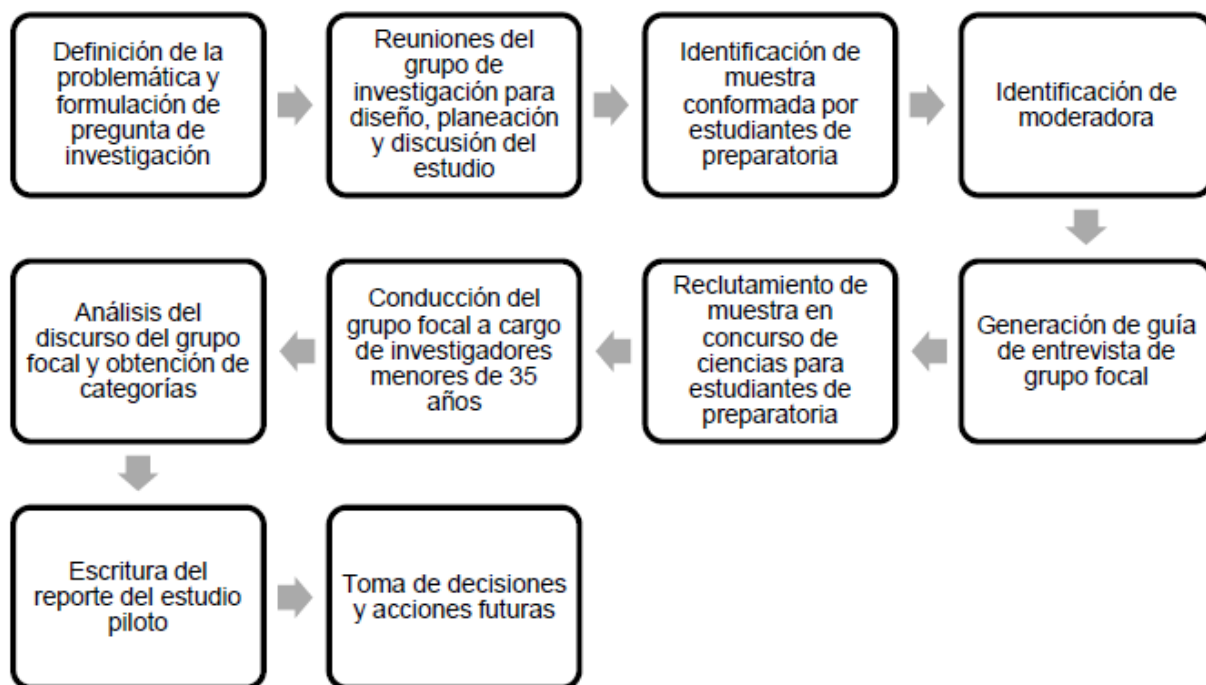 Definición de la
problemática y
formulación de
pregunta de
investigación
Reuniones del
grupo de
investigación para
diseño, planeación
y discusión del
estudio
Identificación de
muestra
conformada por
estudiantes de
preparatoria
Identificación de
moderadora
Generación de guía
de entrevista de
grupo focal
Reclutamiento de
muestra en
concurso de
ciencias para
estudiantes de
preparatoria
Conducción del
grupo focal a cargo
de investigadores
menores de 35
años
Análisis del
discurso del grupo
focal y obtención de
categorías
Escritura del
reporte del estudio
piloto
Toma de decisiones
y acciones futuras